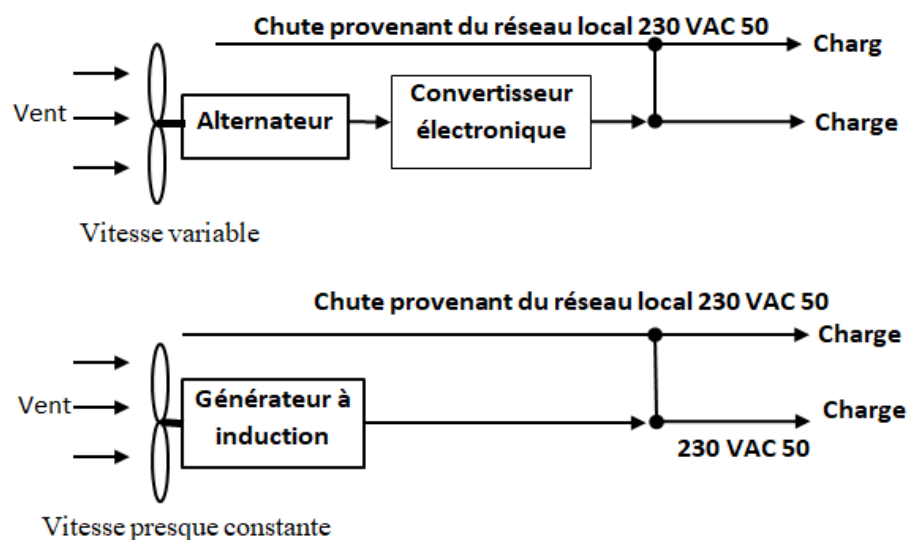 Chute provenant du réseau local 230 VAC 50
Charg
Vent
Alternateur
Convertisseur
électronique
Charge
Vitesse variable
Chute provenant du réseau local 230 VAC 50
Charge
Vent
Générateur à
induction
Charge
230 VAC 50
Vitesse presque constante